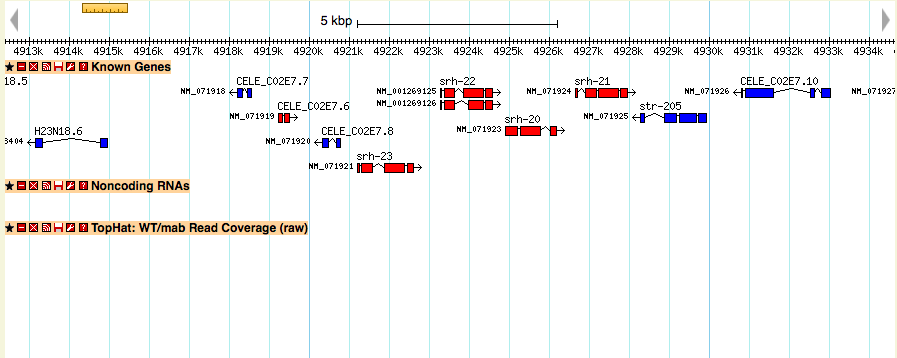 5 kbp
4913k 4914k 4915k 4916k 4917k 4918k 4919k 4920k 4921k 4922k 4923k 4924k 4925k 4926k 4927k 4928k 4929k 4930k 4931k 4932k 4933k 4934k
Known Genes
18.5 CELE_C02E7.7 srh-22 srh-21 CELE_C02E7.10
NM_071918 NM_001269125 NM_071924 NM_071926 NM_071927
NM_001269126
CELE_C02E7.6 str-205
NM_071919 srh-20 NM_071925
H23N18.6 CELE_C02E7.8 NM_071923
8404 NM_071920
srh-23
NM_071921
Noncoding RNAs
TopHat: WT/mab Read Coverage (raw)